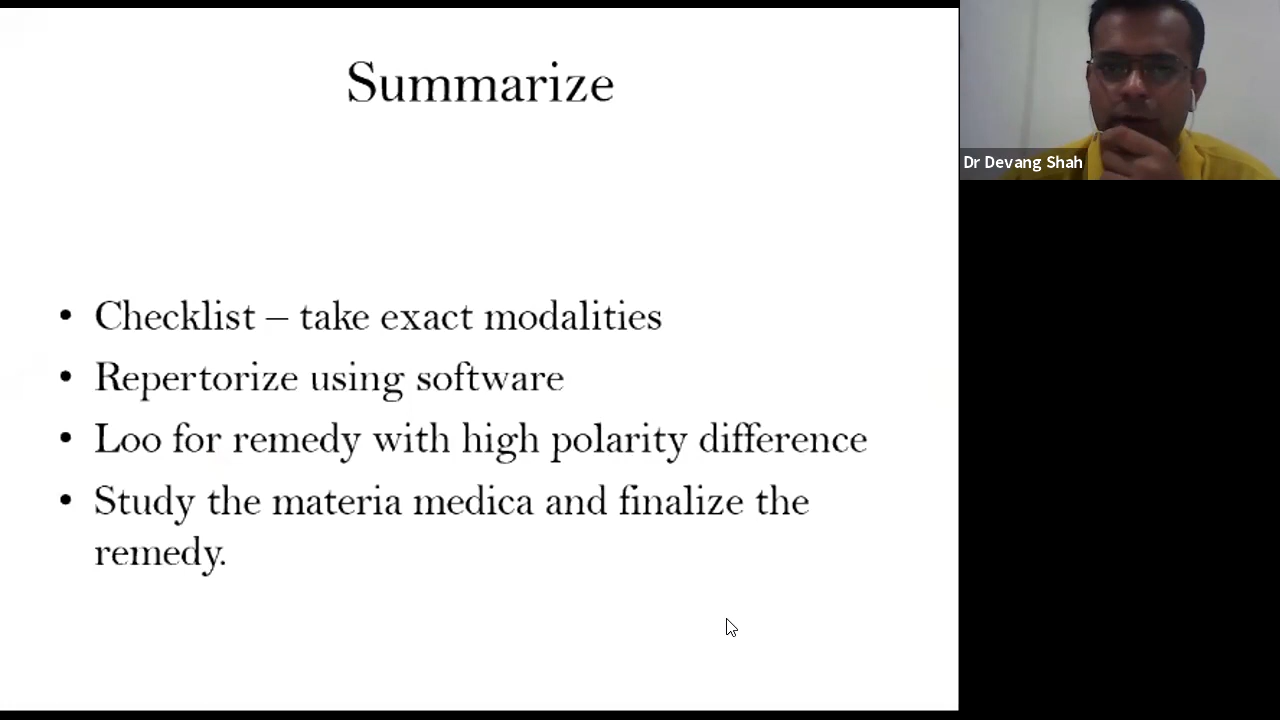 Summarize
• Checklist – take exact modalities
• Repertorize using software
• Loo for remedy with high polarity difference
• Study the materia medica and finalize the
remedy.
Dr Devang Shah